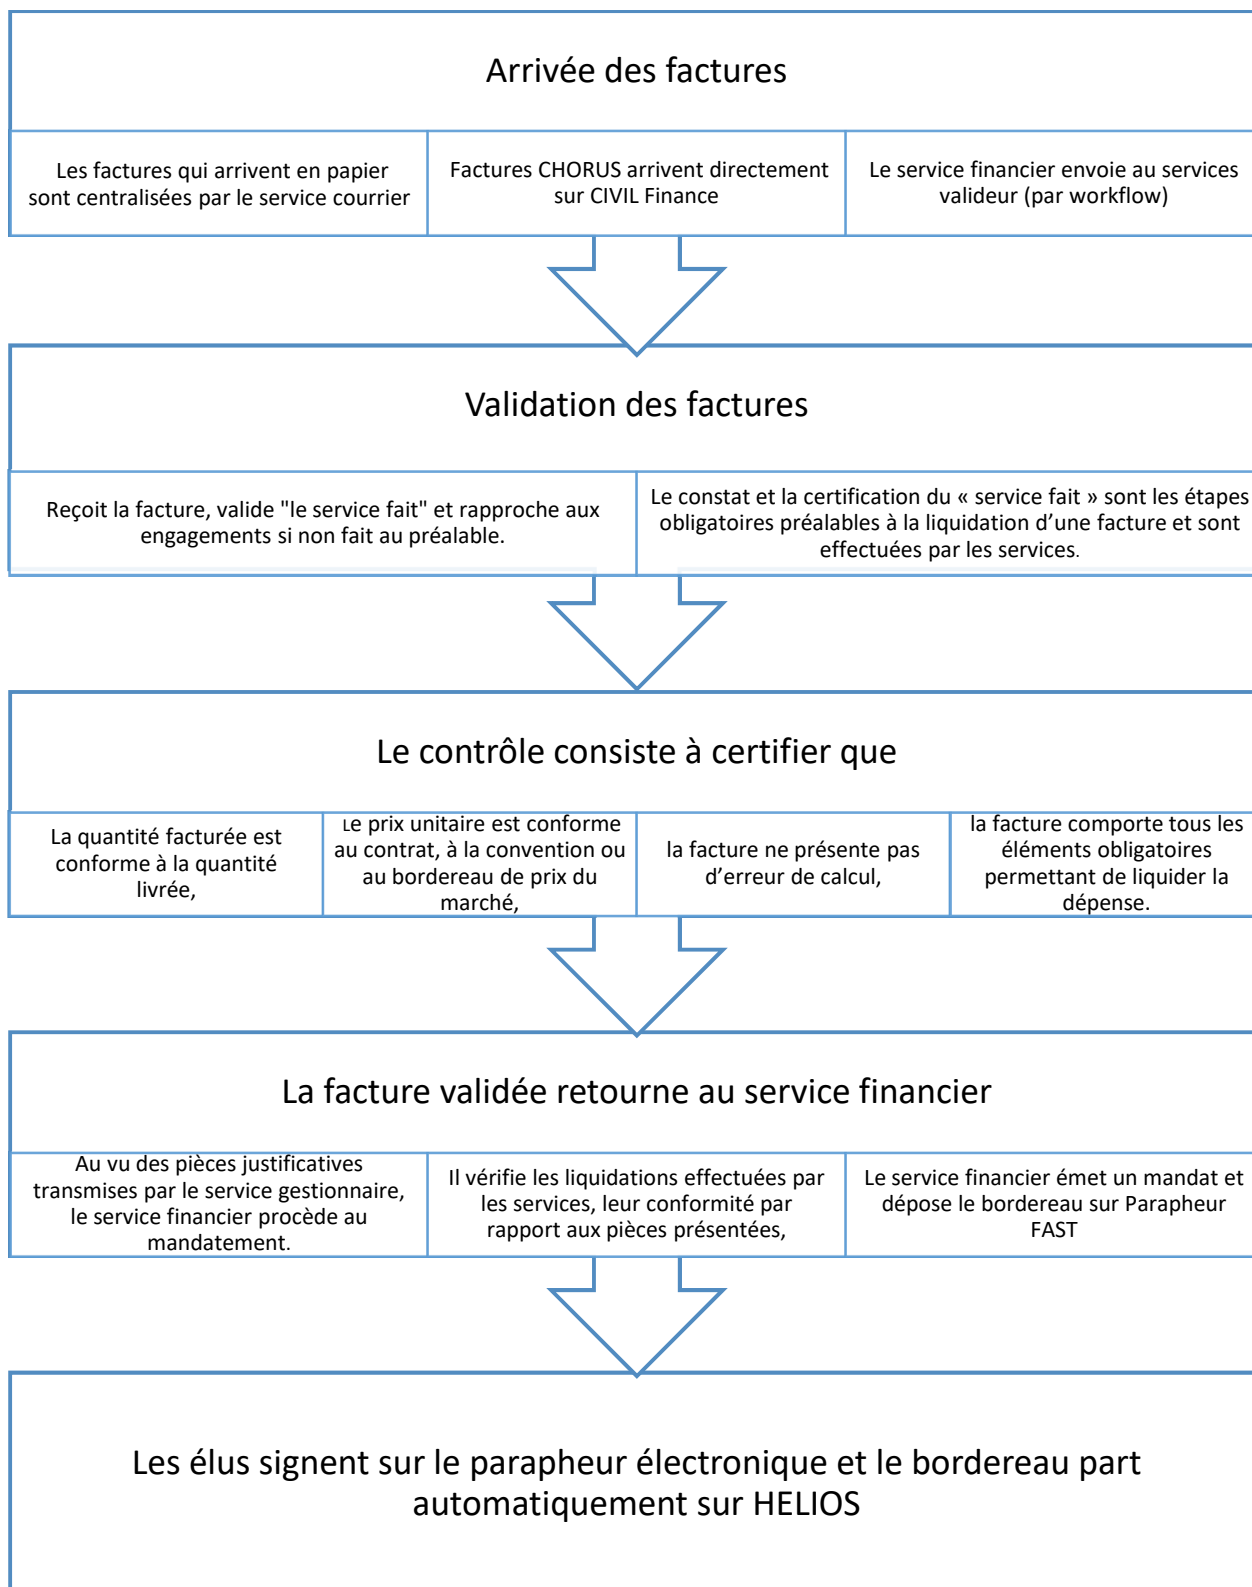 Arrivée des factures
Les factures qui arrivent en papier
sont centralisées par le service courrier
Factures CHORUS arrivent directement
sur CIVIL Finance
Le service financier envoie au services
valideur (par workflow)
Validation des factures
Reçoit la facture, valide "le service fait" et rapproche aux
engagements si non fait au préalable.
Le constat et la certification du « service fait » sont les étapes
obligatoires préalables à la liquidation d’une facture et sont
effectuées par les services.
Le contrôle consiste à certifier que
La quantité facturée est
conforme à la quantité
livrée,
Le prix unitaire est conforme
au contrat, à la convention ou
au bordereau de prix du
marché,
la facture ne présente pas
d’erreur de calcul,
la facture comporte tous les
éléments obligatoires
permettant de liquider la
dépense.
La facture validée retourne au service financier
Au vu des pièces justificatives
transmises par le service gestionnaire,
le service financier procède au
mandatement.
Il vérifie les liquidations effectuées par
les services, leur conformité par
rapport aux pièces présentées,
Le service financier émet un mandat et
dépose le bordereau sur Parapheur
FAST
Les élus signent sur le parapheur électronique et le bordereau part
automatiquement sur HELIOS